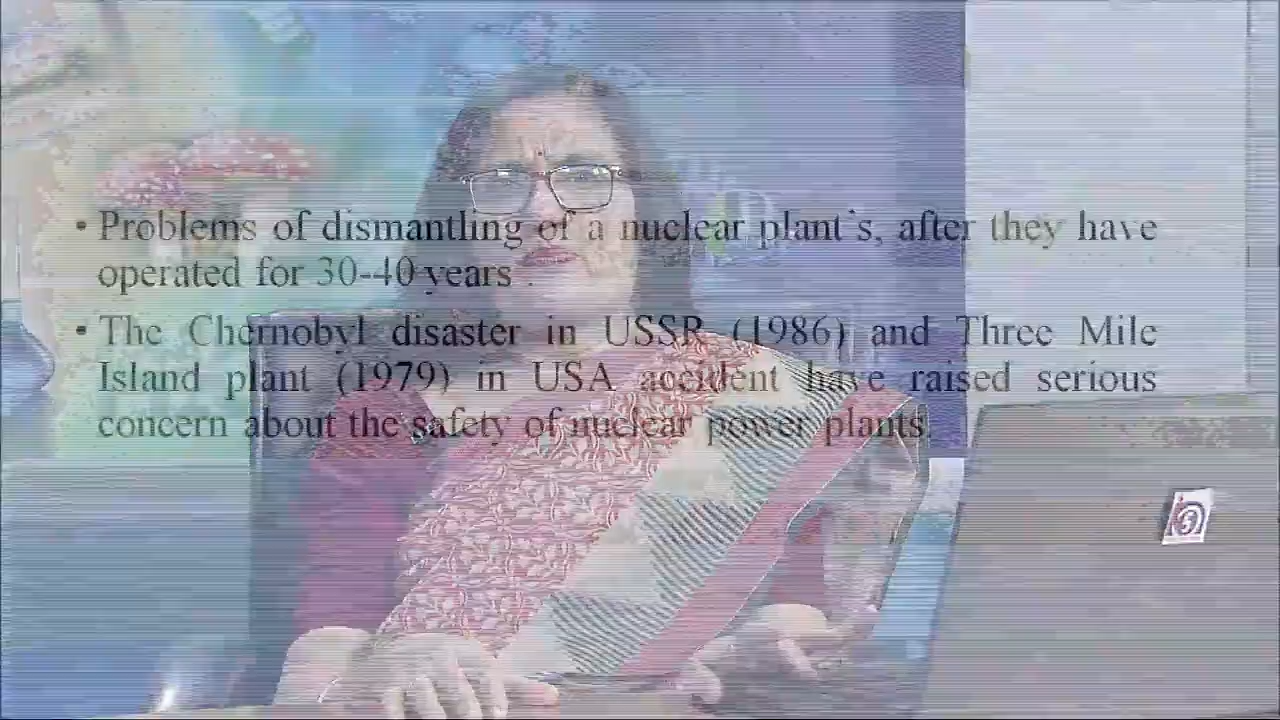 • Problems of dismantling of a nuclear plant`s, after they have
operated for 30-40 years .
• The Chernobyl disaster in USSR (1986) and Three Mile
Island plant (1979) in USA accident have raised serious
concern about the safety of nuclear power plants.